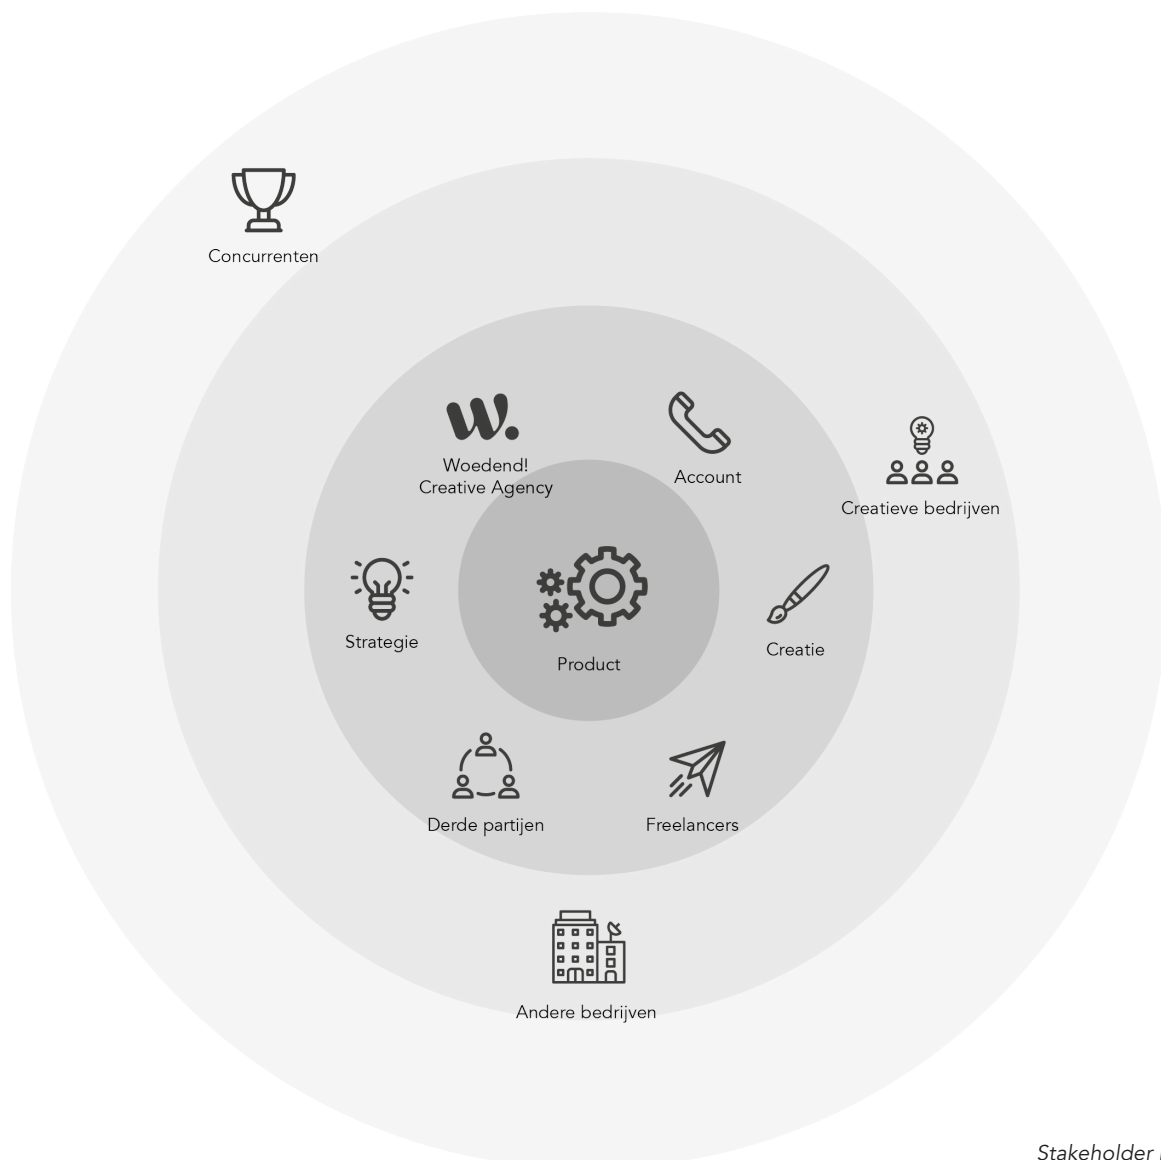 Concurrenten
W.
Woedend!
Creative Agency
Account
Creatieve bedrijven
Strategie
Product
Creatie
Derde partijen
Freelancers
Andere bedrijven
Stakeholder